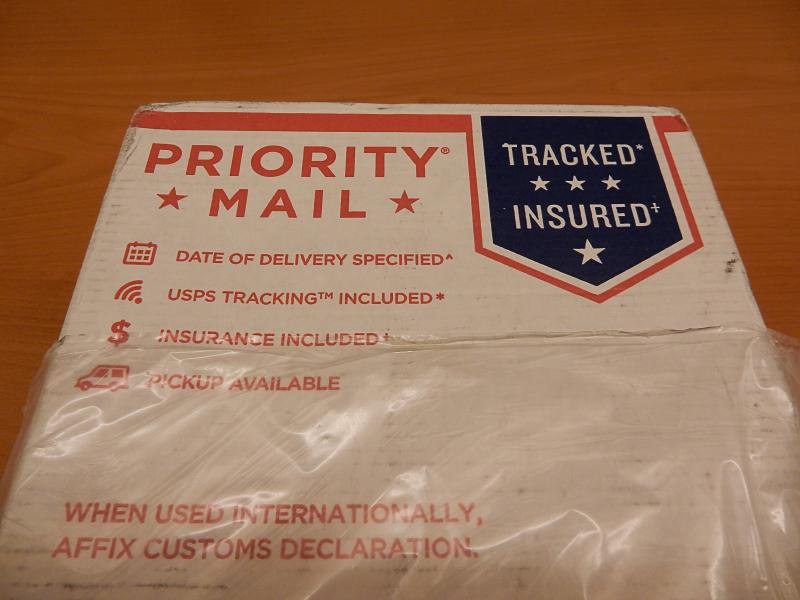 PRIORITY®
★ MAIL ★
TRACKED*
★ ★ ★
INSURED‡
★
DATE OF DELIVERY SPECIFIED^
USPS TRACKING™ INCLUDED*
$ INSURANCE INCLUDED‡
PICKUP AVAILABLE
WHEN USED INTERNATIONALLY,
AFFIX CUSTOMS DECLARATION.